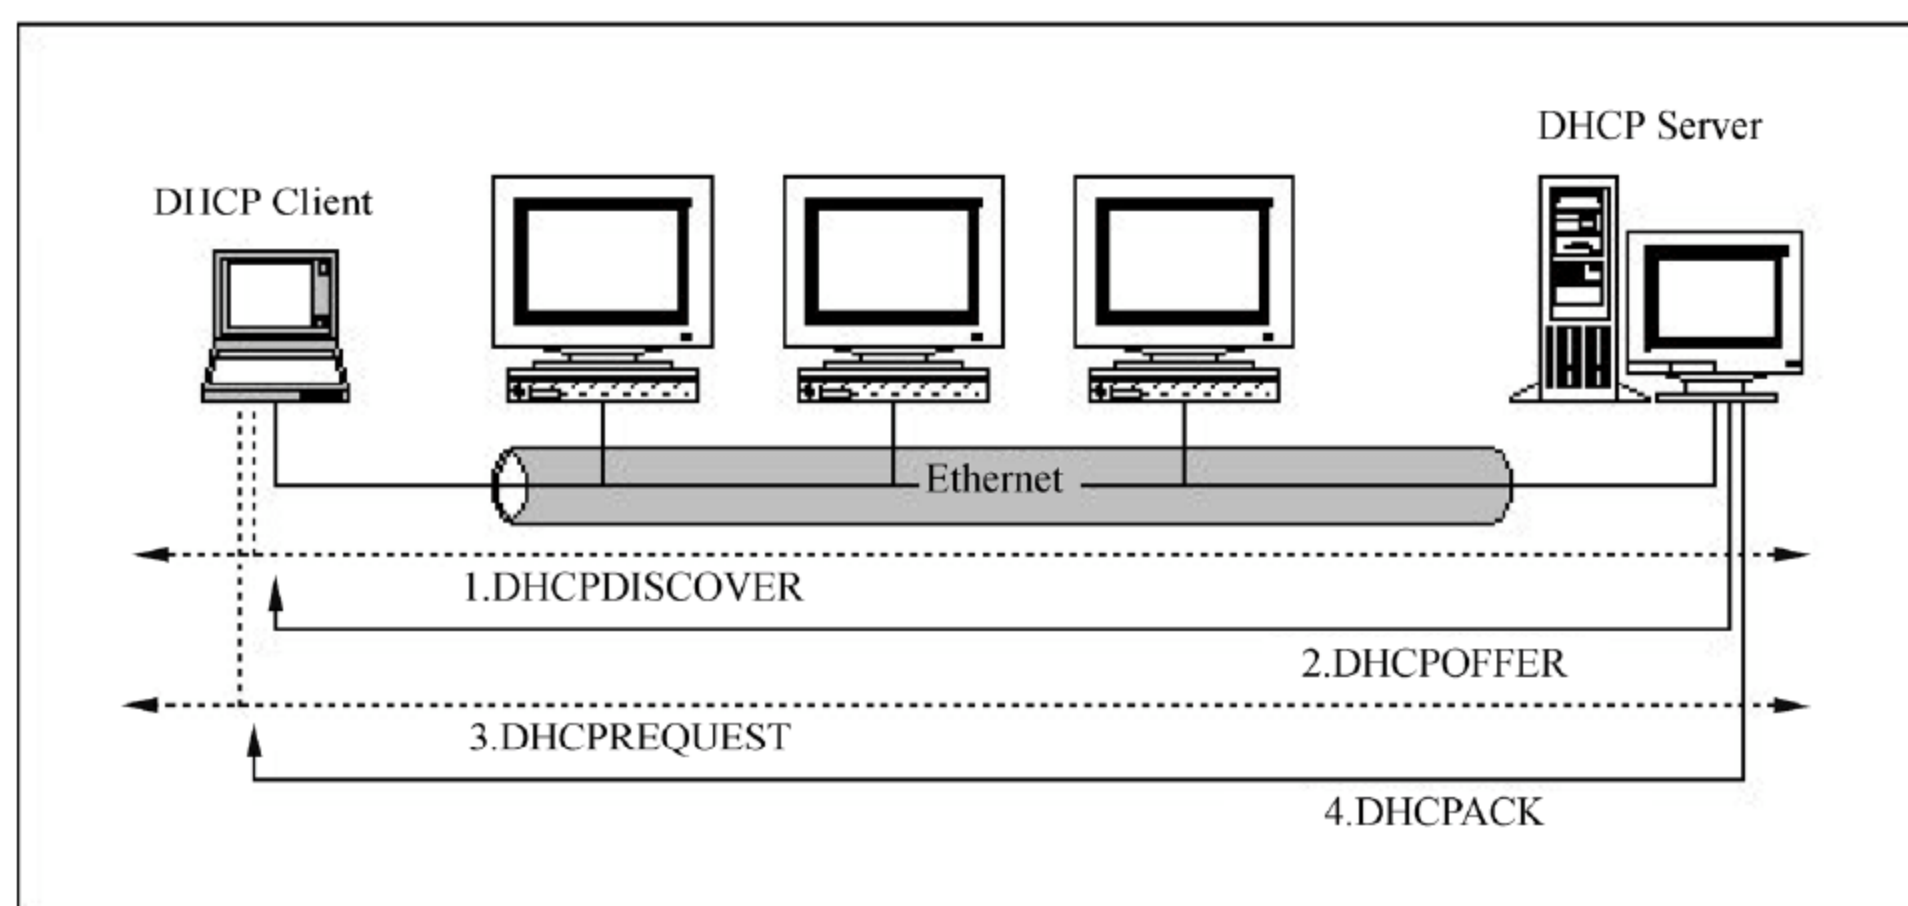 DHCP Server
DHCP Client
Ethernet
1.DHCPDISCOVER
2.DHCPOFFER
3.DHCPREQUEST
4.DHCPACK